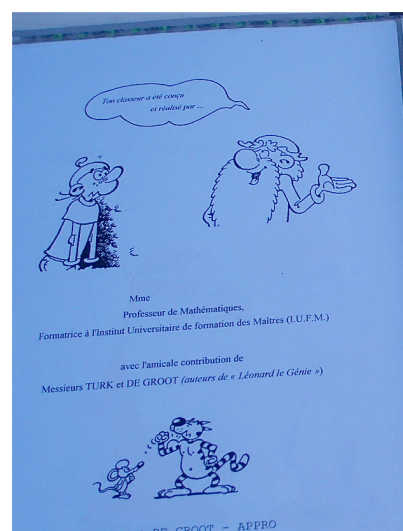 Ton classeur a été conçu
et réalisé par ...
Mme
Professeur de Mathématiques,
Formatrice à l'Institut Universitaire de formation des Maîtres (I.U.F.M.)
avec l'amicale contribution de
Messieurs TURK et DE GROOT (auteurs de « Léonard le Génie »)
DE GROOT - APPRO